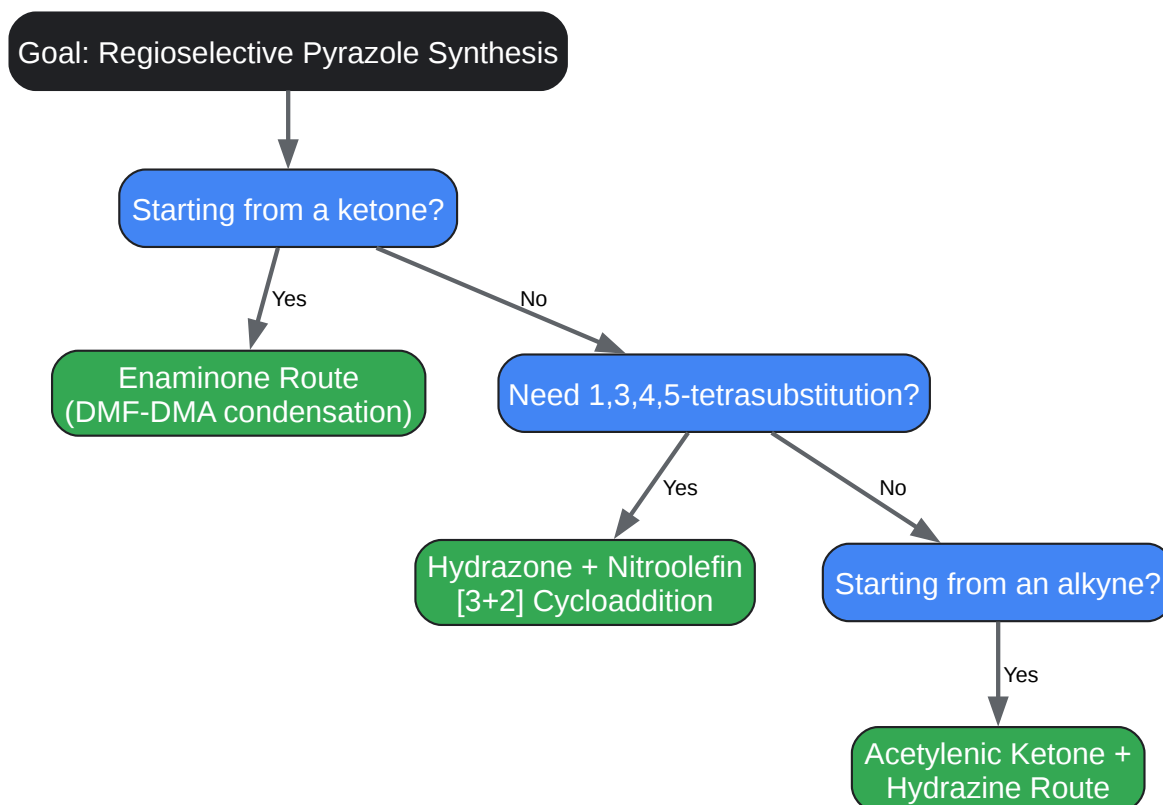 Goal: Regioselective Pyrazole Synthesis
Starting from a ketone?
Yes
No
Enaminone Route
(DMF-DMA condensation)
Need 1,3,4,5-tetrasubstitution?
Yes
No
Hydrazone + Nitroolefin
[3+2] Cycloaddition
Starting from an alkyne?
Yes
Acetylenic Ketone +
Hydrazine Route